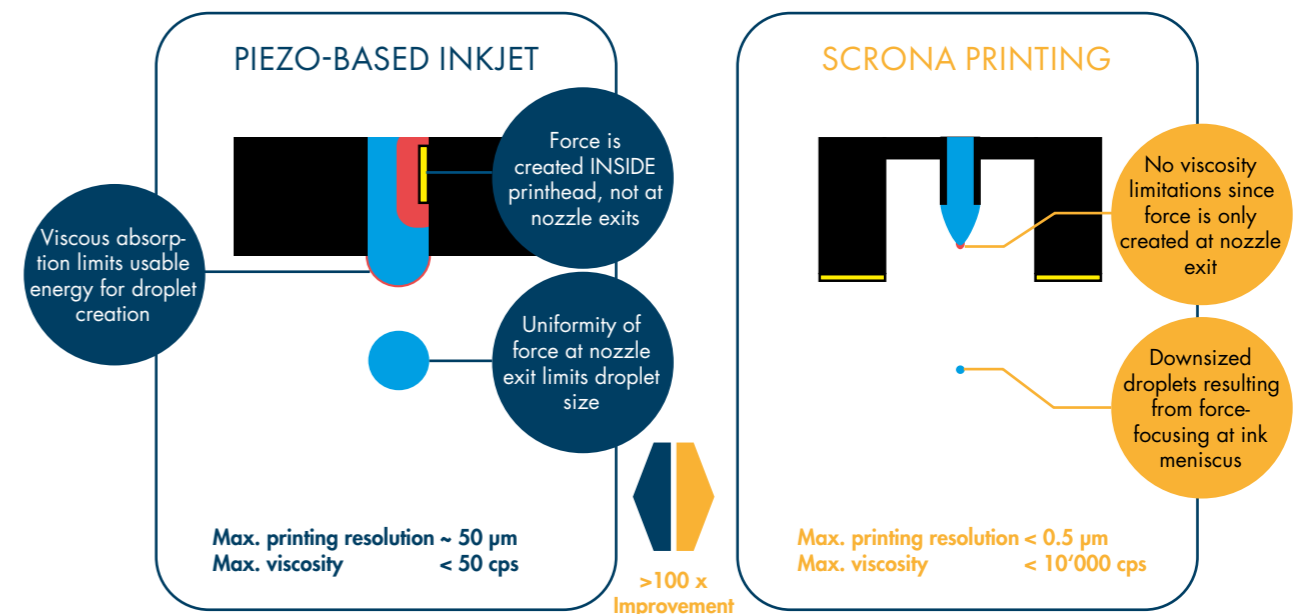 PIEZO-BASED INKJET
Force is
created INSIDE
printhead, not at
nozzle exits
Viscous absorp-
tion limits usable
energy for droplet
creation
Uniformity of
force at nozzle
exit limits droplet
size
Max. printing resolution ~ 50 µm
Max. viscosity < 50 cps
>100 x
Improvement
SCRONA PRINTING
No viscosity
limitations since
force is only
created at nozzle
exit
Downsized
droplets resulting
from force-
focusing at ink
meniscus
Max. printing resolution < 0.5 µm
Max. viscosity < 10‘000 cps